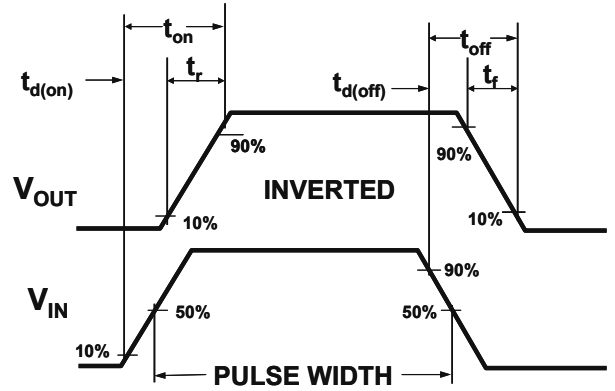 t_on
t_off
t_d(on)
t_r
t_d(off)
t_f
90%
90%
V_OUT
INVERTED
10%
10%
90%
V_IN
50%
50%
10%
PULSE WIDTH